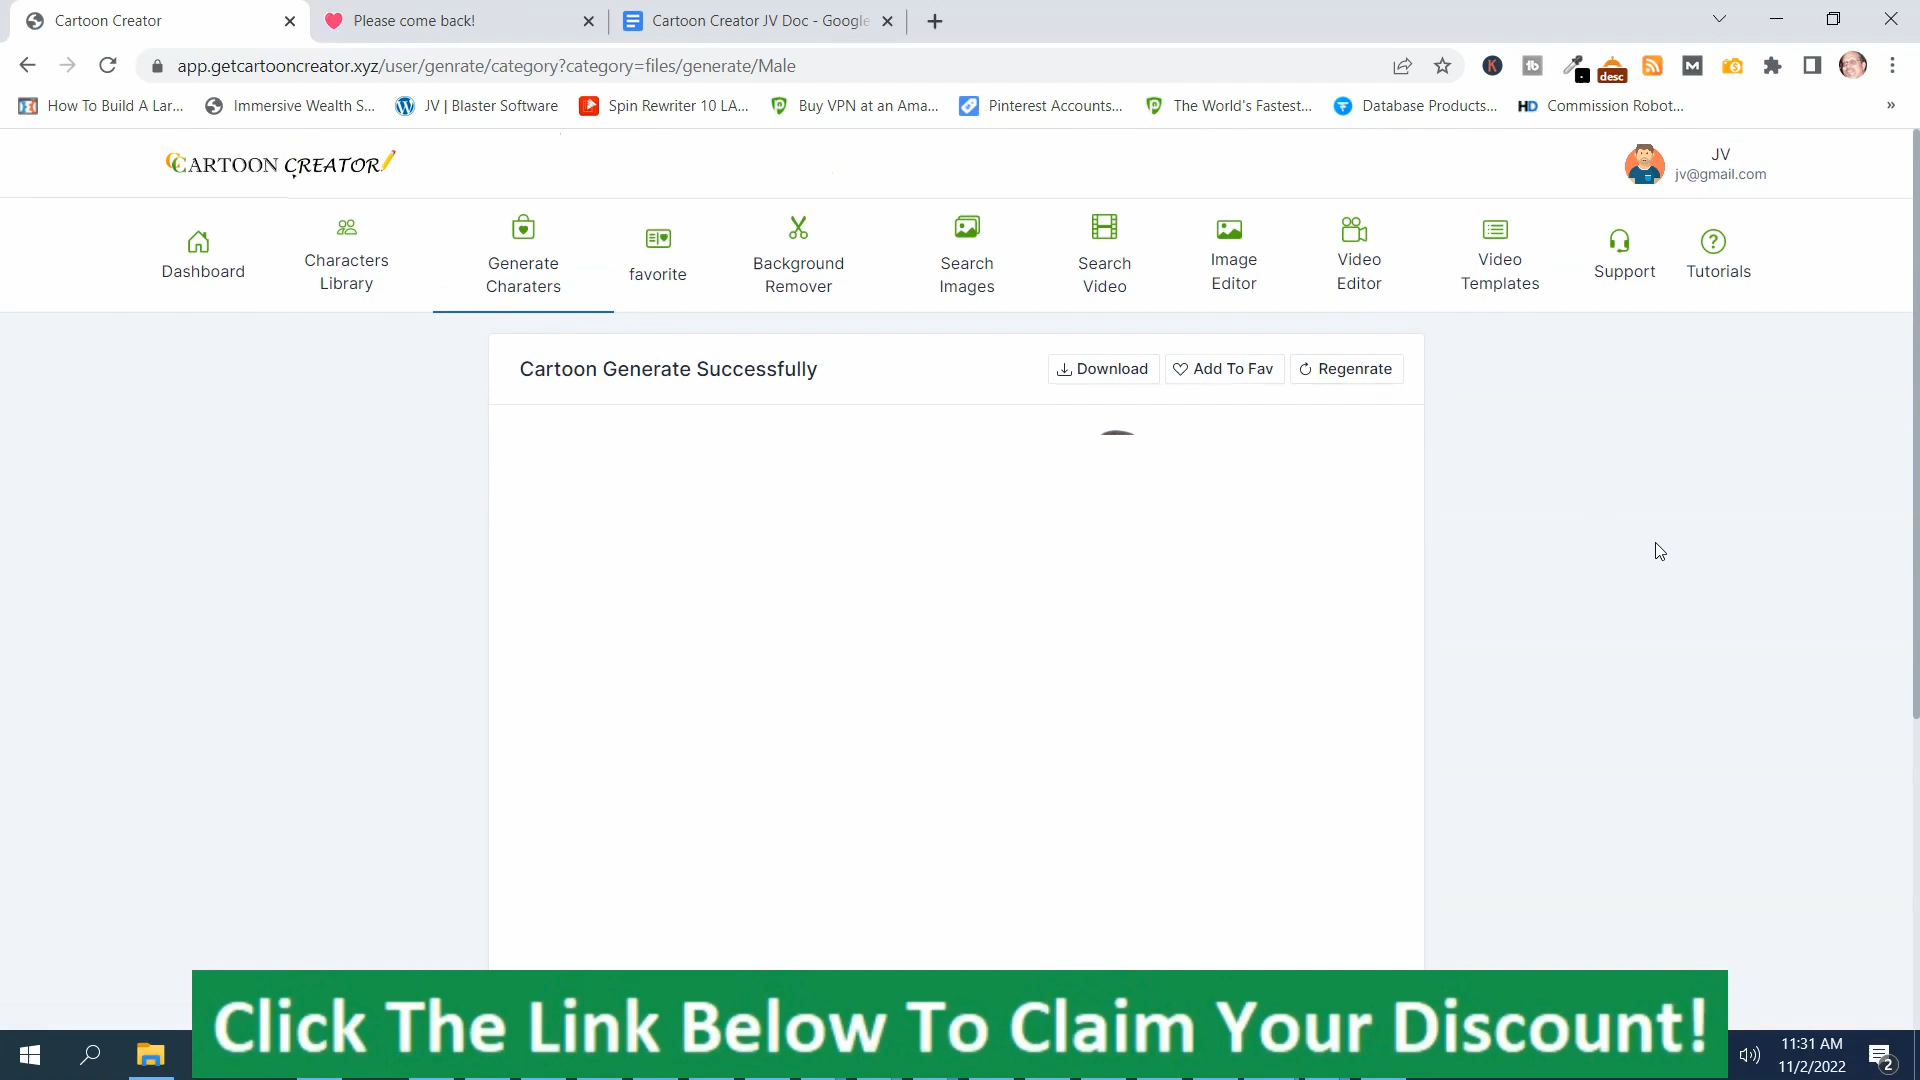 Cartoon Creator
Please come back!
Cartoon Creator JV Doc - Google
app.getcartooncreator.xyz/user/genrate/category?category=files/generate/Male
desc
How To Build A Lar...
Immersive Wealth S...
JV | Blaster Software
Spin Rewriter 10 LA...
Buy VPN at an Ama...
Pinterest Accounts...
The World's Fastest...
Database Products...
HD Commission Robot...
»
CARTOON CREATOR
JV
jv@gmail.com
Dashboard
Characters
Library
Generate
Charaters
favorite
Background
Remover
Search
Images
Search
Video
Image
Editor
Video
Editor
Video
Templates
Support
Tutorials
Cartoon Generate Successfully
Download
Add To Fav
Regenrate
Click The Link Below To Claim Your Discount!
11:31 AM
11/2/2022
2